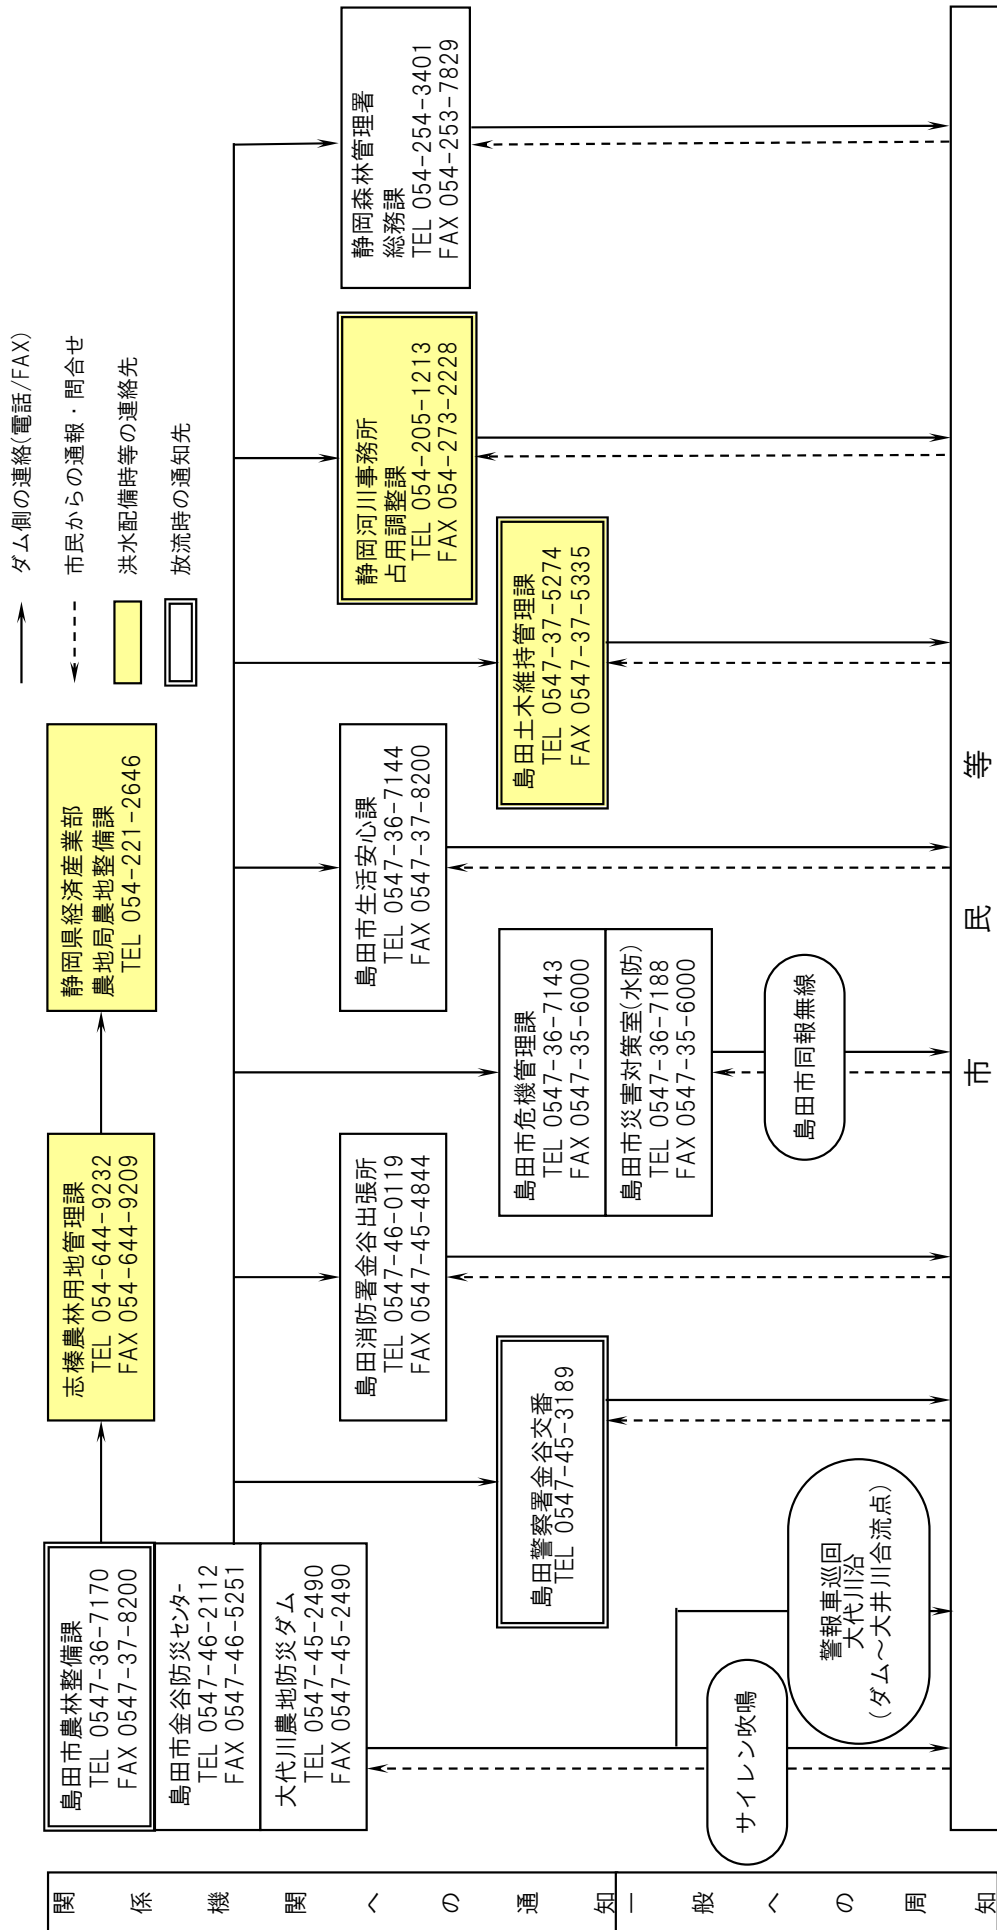 ダム側の連絡(電話/FAX)
市民からの通報・問合せ
洪水配備時等の連絡先
放流時の通知先
関係機関への通知
一般への周知
島田市農林整備課
TEL 0547-36-7170
FAX 0547-37-8200
島田市金谷防災センター
TEL 0547-46-2112
FAX 0547-46-5251
大代川農地防災ダム
TEL 0547-45-2490
FAX 0547-45-2490
志榛農林用地管理課
TEL 054-644-9232
FAX 054-644-9209
静岡県経済産業部
農地局農地整備課
TEL 054-221-2646
島田警察署金谷交番
TEL 0547-45-3189
島田消防署金谷出張所
TEL 0547-46-0119
FAX 0547-45-4844
島田市危機管理課
TEL 0547-36-7143
FAX 0547-35-6000
島田市災害対策室(水防)
TEL 0547-36-7188
FAX 0547-35-6000
島田市生活安心課
TEL 0547-36-7144
FAX 0547-37-8200
島田土木維持管理課
TEL 0547-37-5274
FAX 0547-37-5335
静岡河川事務所
占用調整課
TEL 054-205-1213
FAX 054-273-2228
静岡森林管理署
総務課
TEL 054-254-3401
FAX 054-253-7829
サイレン吹鳴
警報車巡回
大代川沿
(ダム～大井川合流点)
島田市同報無線
市民等